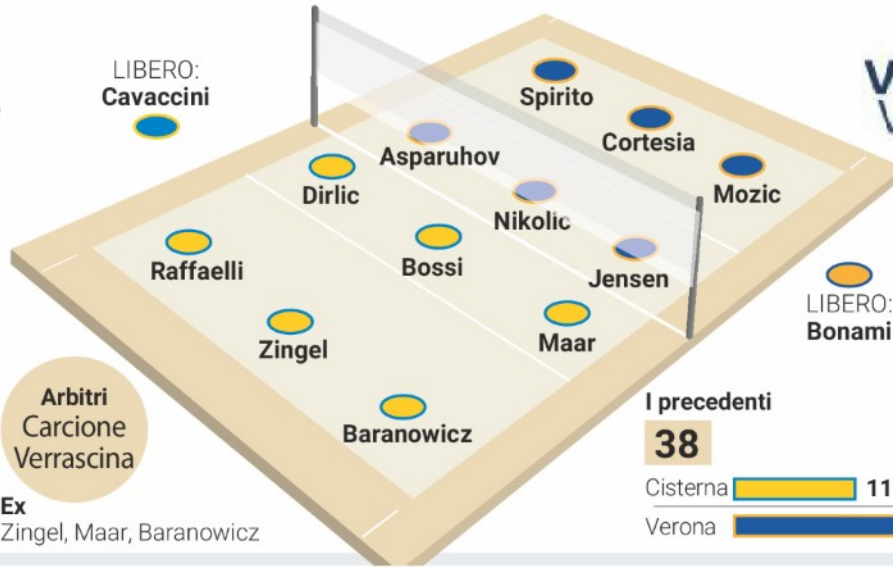 LIBERO:
Cavaccini
Spirito
Cortesia
Mozic
Asparuhov
Nikolic
Jensen
Dirlic
Bossi
Maar
Raffaelli
Zingel
Baranowicz
LIBERO:
Bonami
Arbitri
Carcione
Verrascina
Ex
Zingel, Maar, Baranowicz
I precedenti
38
Cisterna 11
Verona